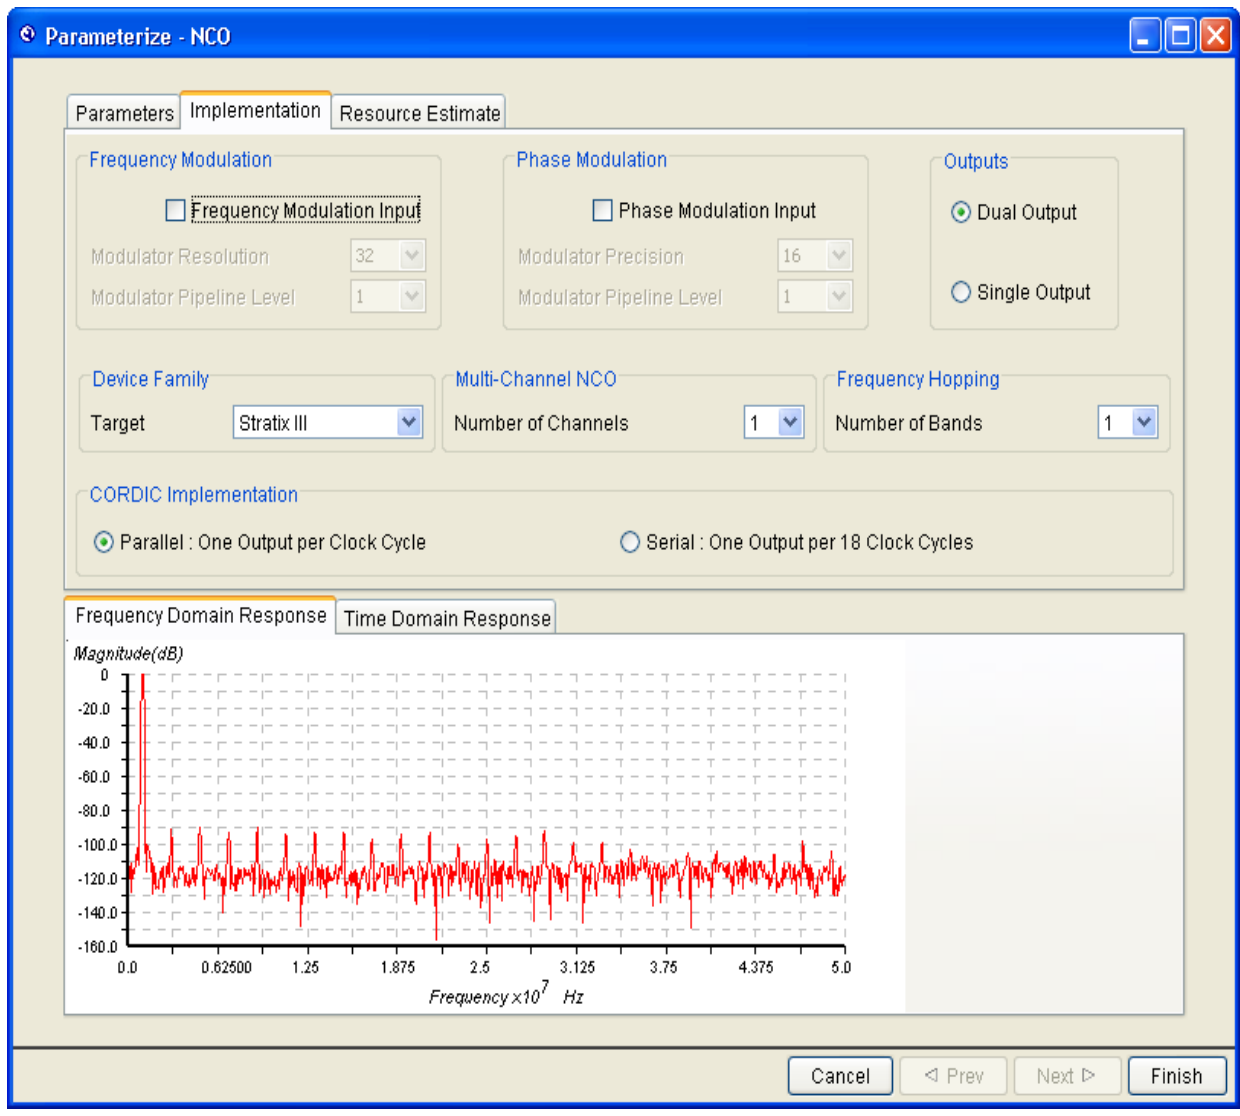 Parameterize - NCO
Parameters Implementation Resource Estimate
Frequency Modulation Phase Modulation Outputs
Frequency Modulation Input Phase Modulation Input Dual Output
Modulator Resolution 32 Modulator Precision 16
Modulator Pipeline Level 1 Modulator Pipeline Level 1 Single Output
Device Family Multi-Channel NCO Frequency Hopping
Target Stratix III Number of Channels 1 Number of Bands 1
CORDIC Implementation
Parallel : One Output per Clock Cycle Serial : One Output per 18 Clock Cycles
Frequency Domain Response Time Domain Response
Magnitude(dB)
0
-20.0
-40.0
-60.0
-80.0
-100.0
-120.0
-140.0
-160.0
0.0 0.62500 1.25 1.875 2.5 3.125 3.75 4.375 5.0
Frequency x10^7 Hz
Cancel Prev Next Finish